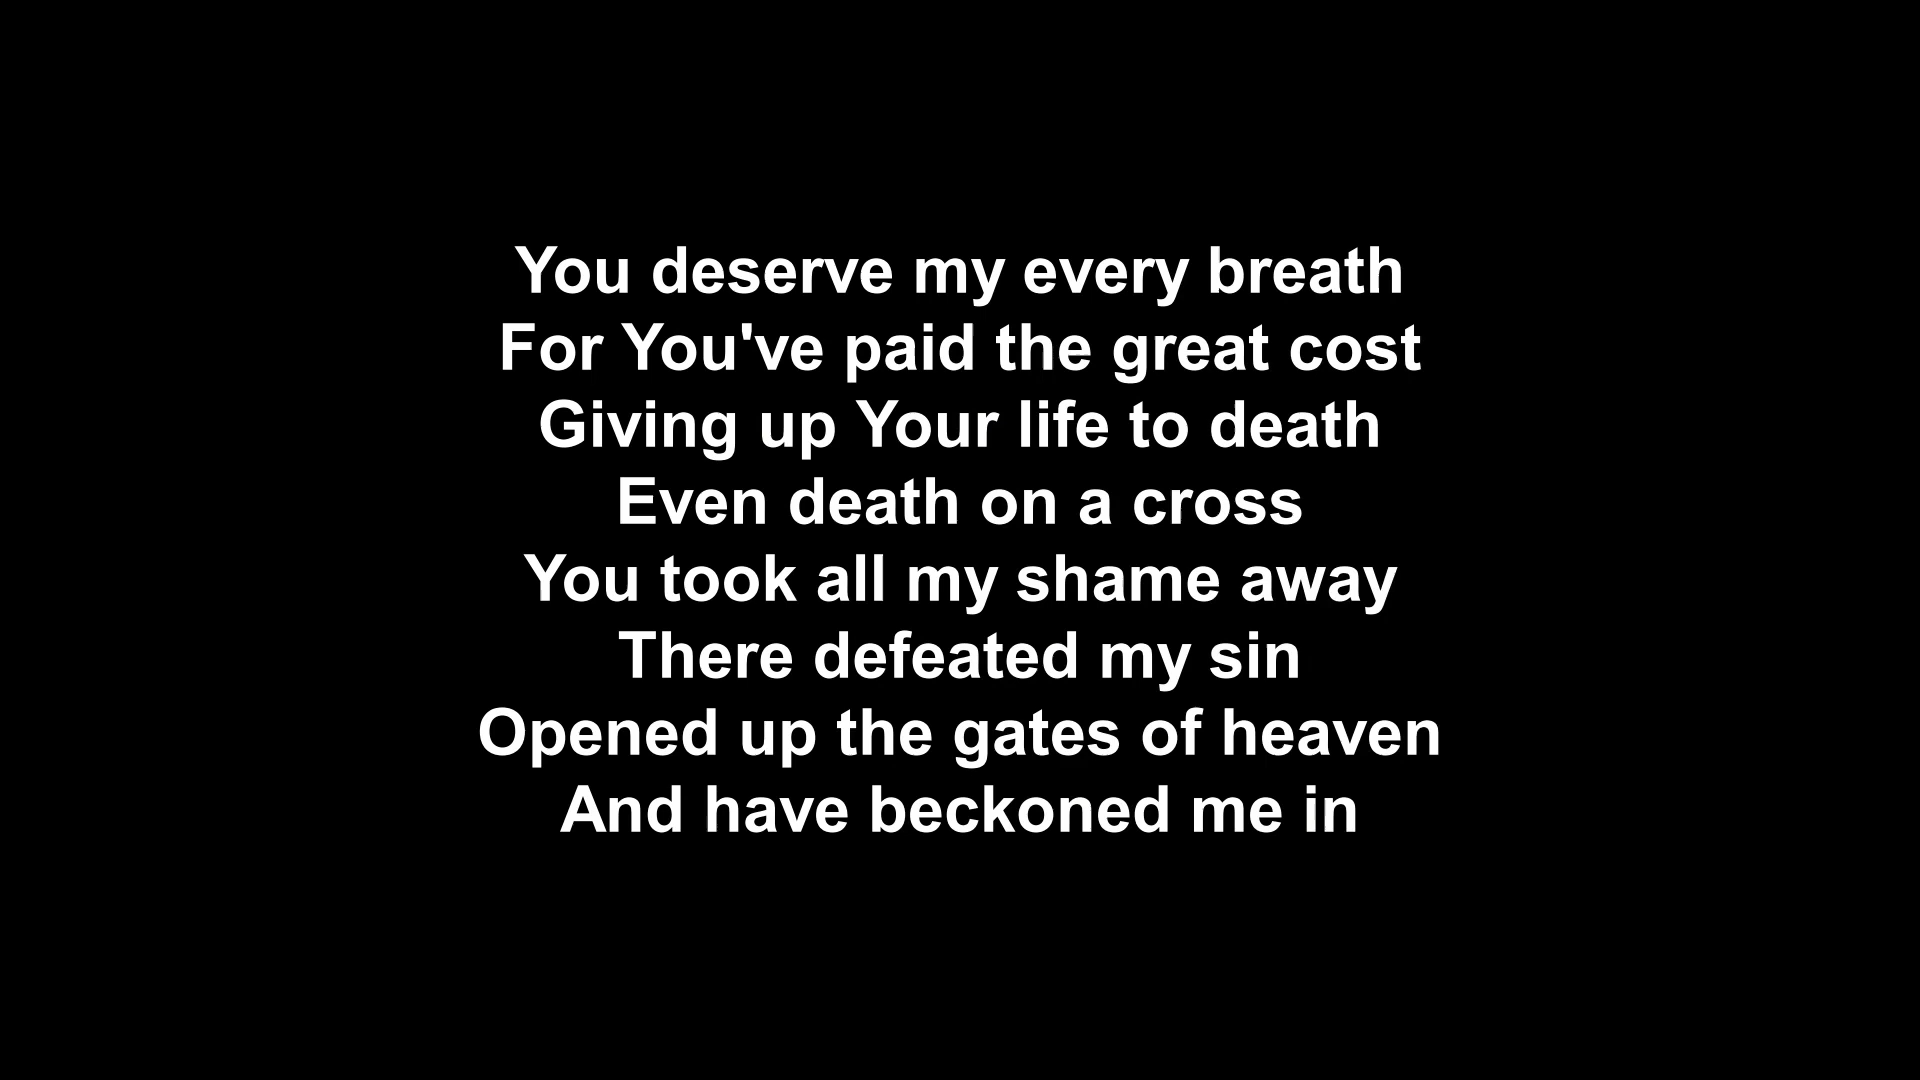 You deserve my every breath
For You've paid the great cost
Giving up Your life to death
Even death on a cross
You took all my shame away
There defeated my sin
Opened up the gates of heaven
And have beckoned me in